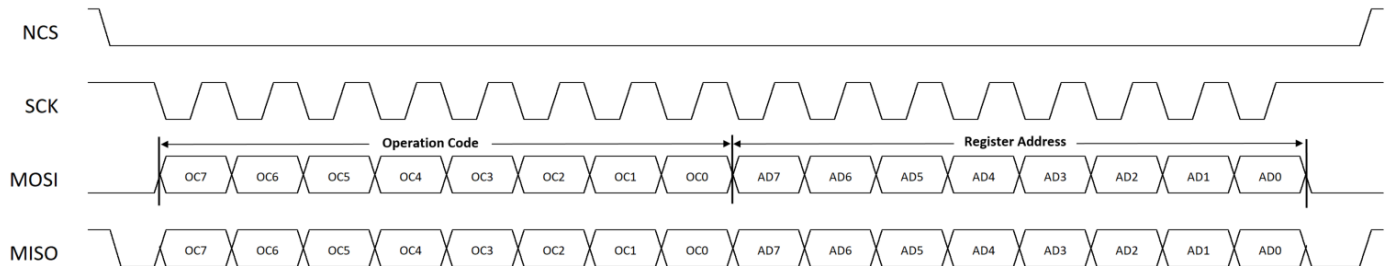 NCS
SCK
Operation Code Register Address
MOSI OC7 OC6 OC5 OC4 OC3 OC2 OC1 OC0 AD7 AD6 AD5 AD4 AD3 AD2 AD1 AD0
MISO OC7 OC6 OC5 OC4 OC3 OC2 OC1 OC0 AD7 AD6 AD5 AD4 AD3 AD2 AD1 AD0